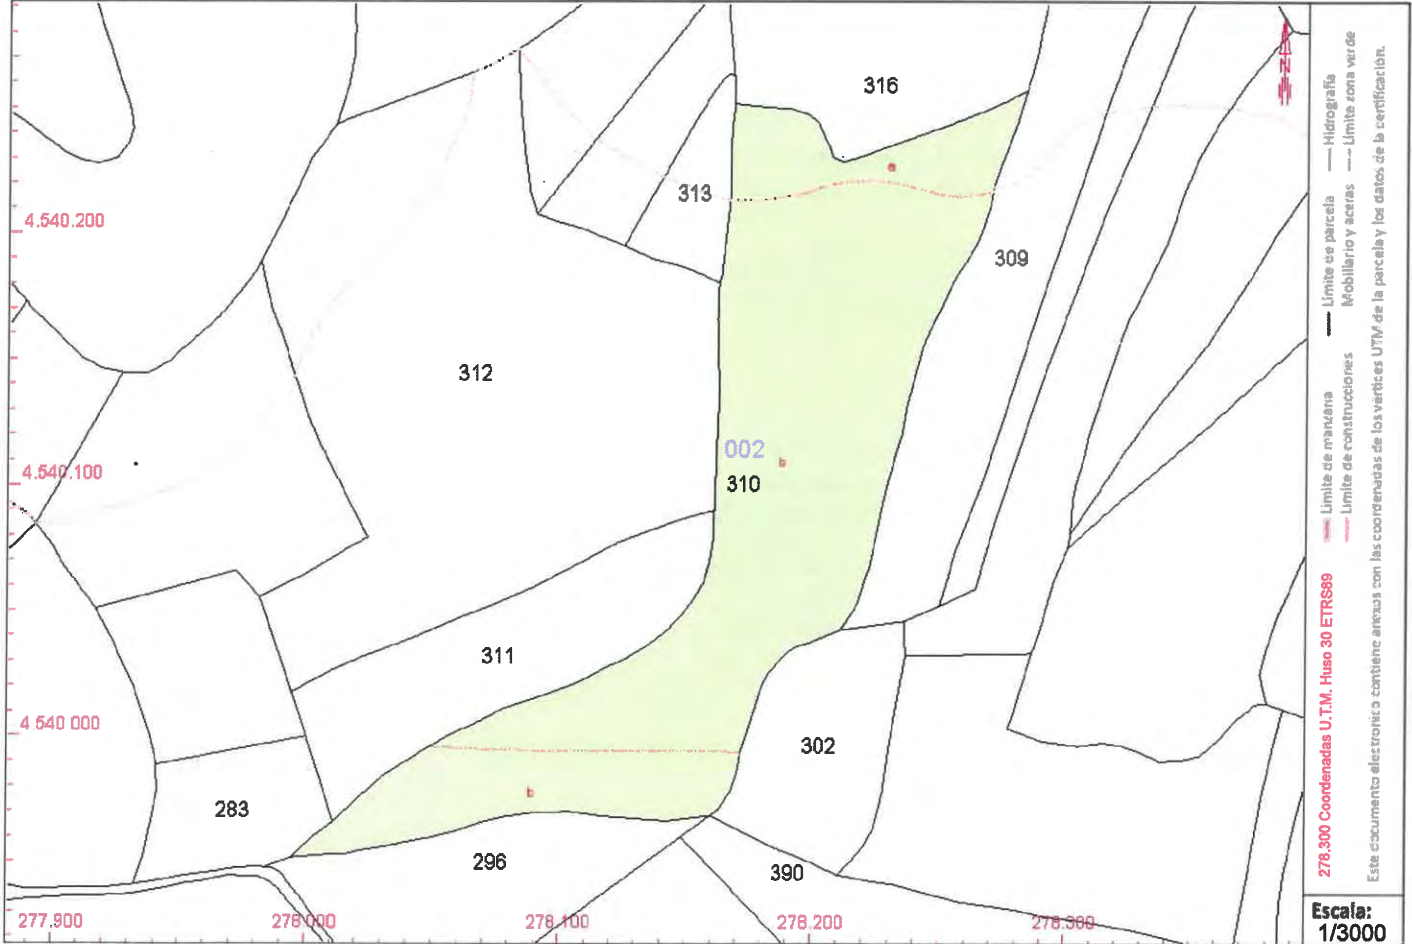 316
313
4.540.200
309
312
002
b
310
4.540.100
311
4 540 000
302
b
283
296
390
277.900
278.000
278.100
278.200
278.300
a
N
Límite de manzana
Límite de parcela
Hidrografía
Límite de construcciones
Mobiliario y aceras
Límite zona verde
278.300 Coordenadas U.T.M. Huso 30 ETRS89
Este documento electronico contiene anexos con las coordenadas de los vértices UTM de la parcela y los datos de la certificación.
Escala:
1/3000